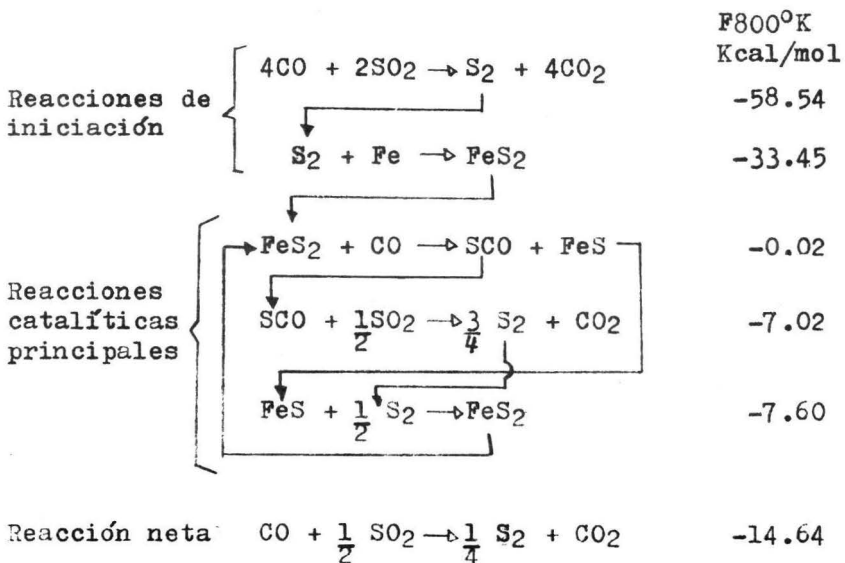 F800°K
Kcal/mol
4CO + 2SO2 → S2 + 4CO2
-58.54
Reacciones de
iniciación
S2 + Fe → FeS2
-33.45
FeS2 + CO → SCO + FeS
-0.02
Reacciones
catalíticas
principales
SCO + 1/2 SO2 → 3/4 S2 + CO2
-7.02
FeS + 1/2 S2 → FeS2
-7.60
Reacción neta CO + 1/2 SO2 → 1/4 S2 + CO2 -14.64